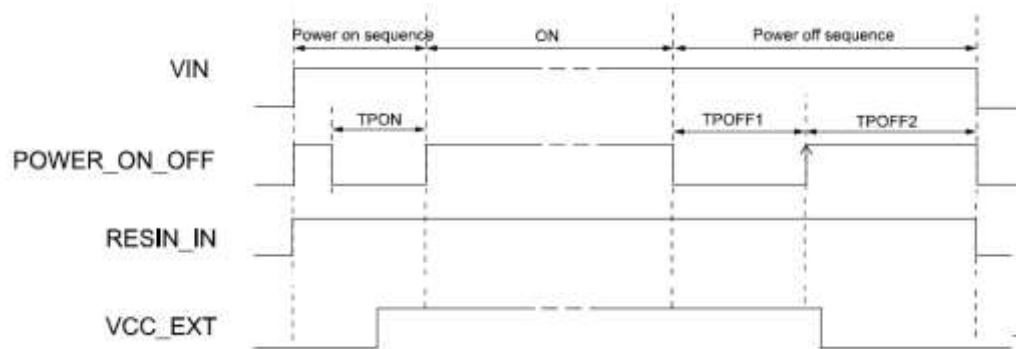 Power on sequence
ON
Power off sequence
VIN
TPON
TPOFF1
TPOFF2
POWER_ON_OFF
RESIN_IN
VCC_EXT